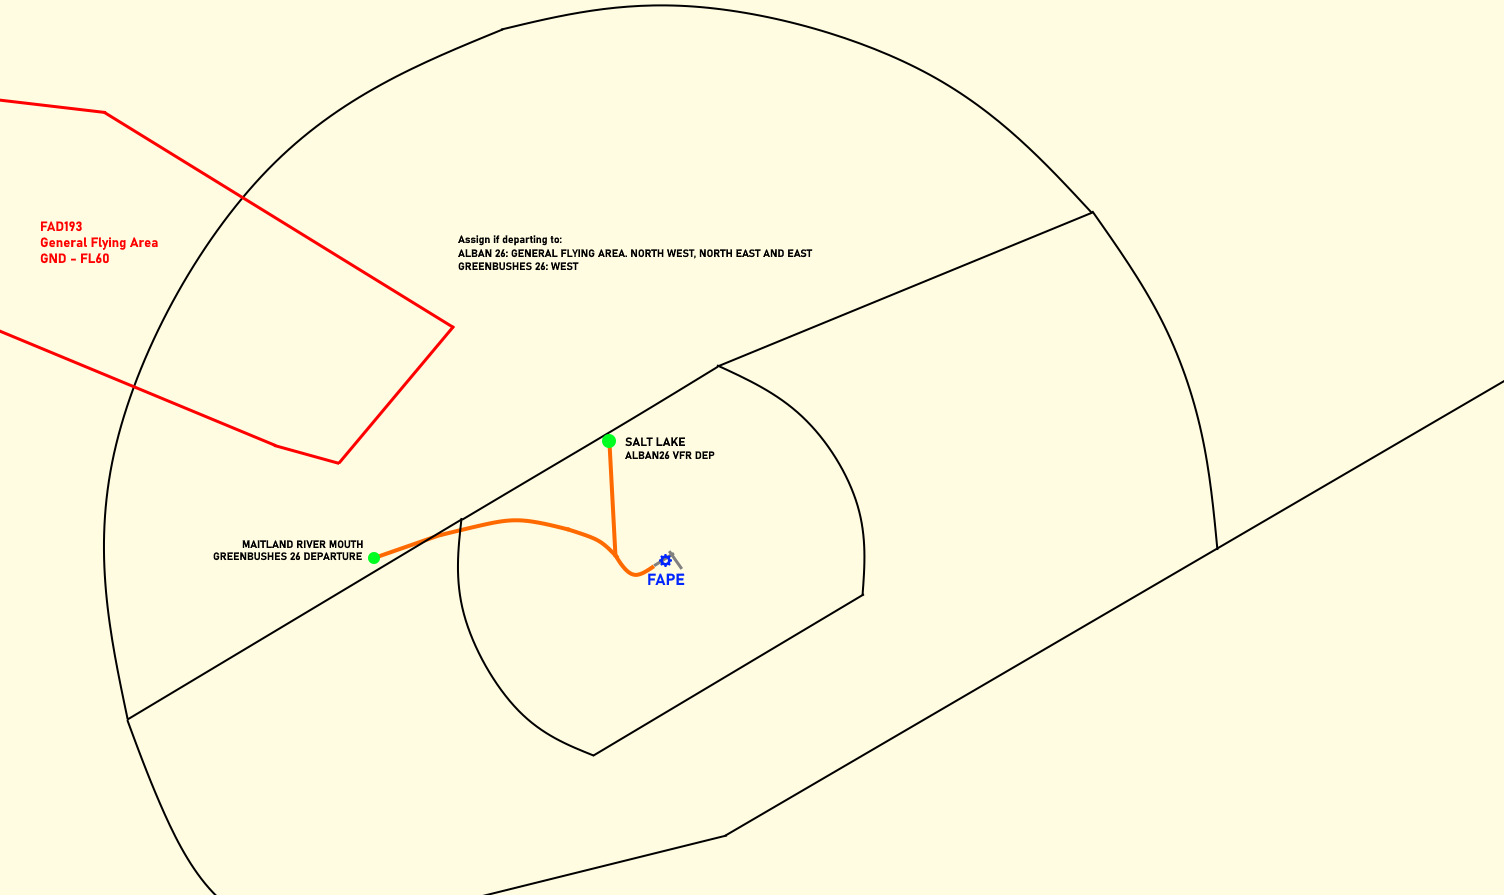 FAD193
General Flying Area
GND - FL60
Assign if departing to:
ALBAN 26: GENERAL FLYING AREA. NORTH WEST, NORTH EAST AND EAST
GREENBUSHES 26: WEST
SALT LAKE
ALBAN26 VFR DEP
MAITLAND RIVER MOUTH
GREENBUSHES 26 DEPARTURE
FAPE